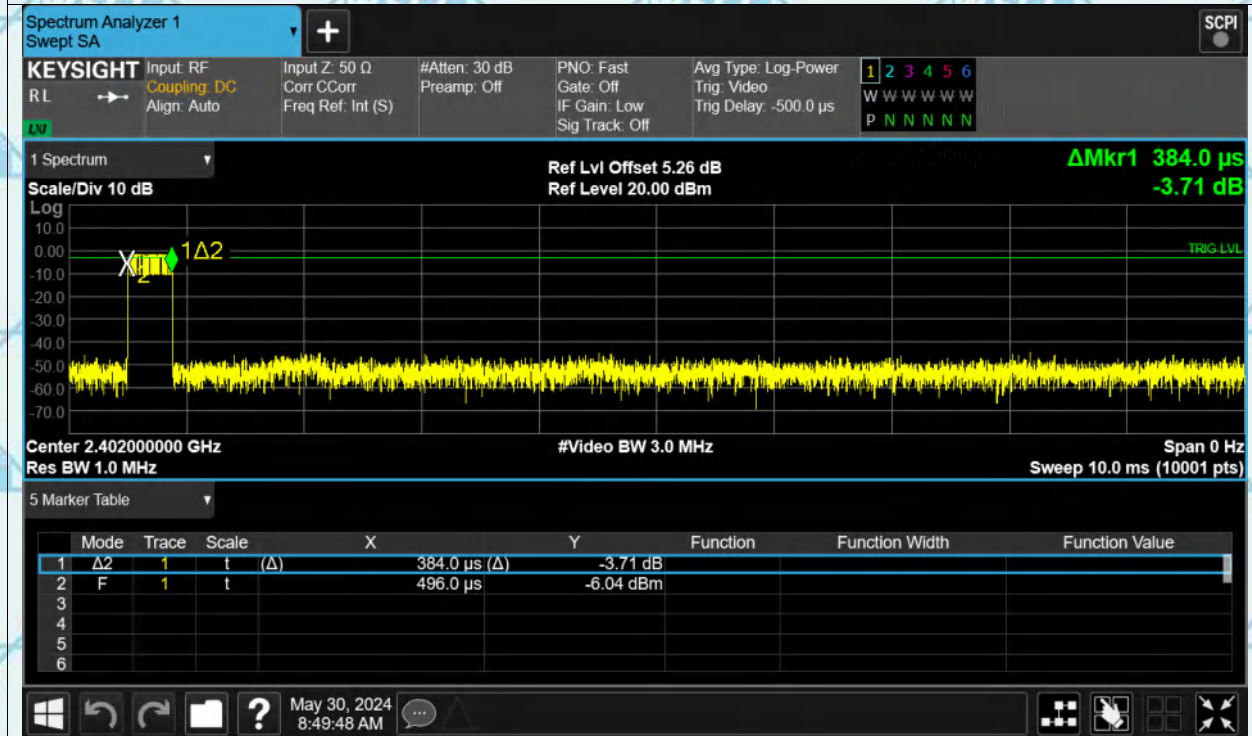 Spectrum Analyzer 1
Swept SA
+
SCPI
KEYSIGHT
RL
LXI
Input: RF
Coupling: DC
Align: Auto
Input Z: 50 Ω
Corr CCorr
Freq Ref: Int (S)
#Atten: 30 dB
Preamp: Off
PNO: Fast
Gate: Off
IF Gain: Low
Sig Track: Off
Avg Type: Log-Power
Trig: Video
Trig Delay: -500.0 µs
1 2 3 4 5 6
W W W W W W
P N N N N N
1 Spectrum
Scale/Div 10 dB
Ref Lvl Offset 5.26 dB
Ref Level 20.00 dBm
ΔMkr1 384.0 µs
-3.71 dB
Log
10.0
0.00
-10.0
-20.0
-30.0
-40.0
-50.0
-60.0
-70.0
X
2
1Δ2
TRIG LVL
Center 2.402000000 GHz
#Video BW 3.0 MHz
Span 0 Hz
Res BW 1.0 MHz
Sweep 10.0 ms (10001 pts)
5 Marker Table
Mode Trace Scale X Y Function Function Width Function Value
1 Δ2 1 t (Δ) 384.0 µs (Δ) -3.71 dB
2 F 1 t 496.0 µs -6.04 dBm
3
4
5
6
?
May 30, 2024
8:49:48 AM